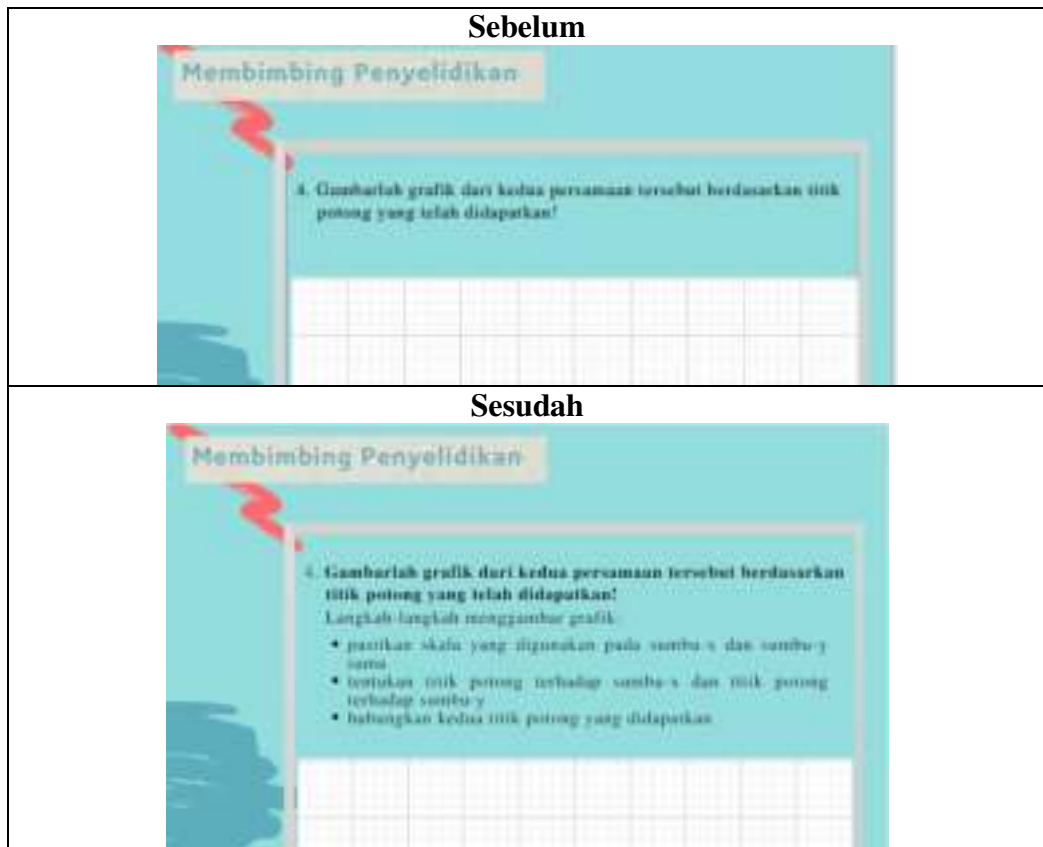 Sebelum
Membimbing Penyelidikan
4. Gambarlah grafik dari kedua persamaan tersebut berdasarkan titik
potong yang telah didapatkan!
Sesudah
Membimbing Penyelidikan
4. Gambarlah grafik dari kedua persamaan tersebut berdasarkan
titik potong yang telah didapatkan!
Langkah-langkah menggambar grafik:
• pastikan skala yang digunakan pada sumbu-x dan sumbu-y
sama
• tentukan titik potong terhadap sumbu-x dan titik potong
terhadap sumbu-y
• hubungkan kedua titik potong yang didapatkan